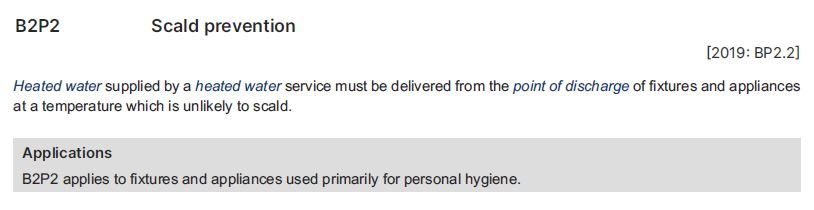 B2P2 Scald prevention
[2019: BP2.2]
Heated water supplied by a heated water service must be delivered from the point of discharge of fixtures and appliances
at a temperature which is unlikely to scald.
Applications
B2P2 applies to fixtures and appliances used primarily for personal hygiene.